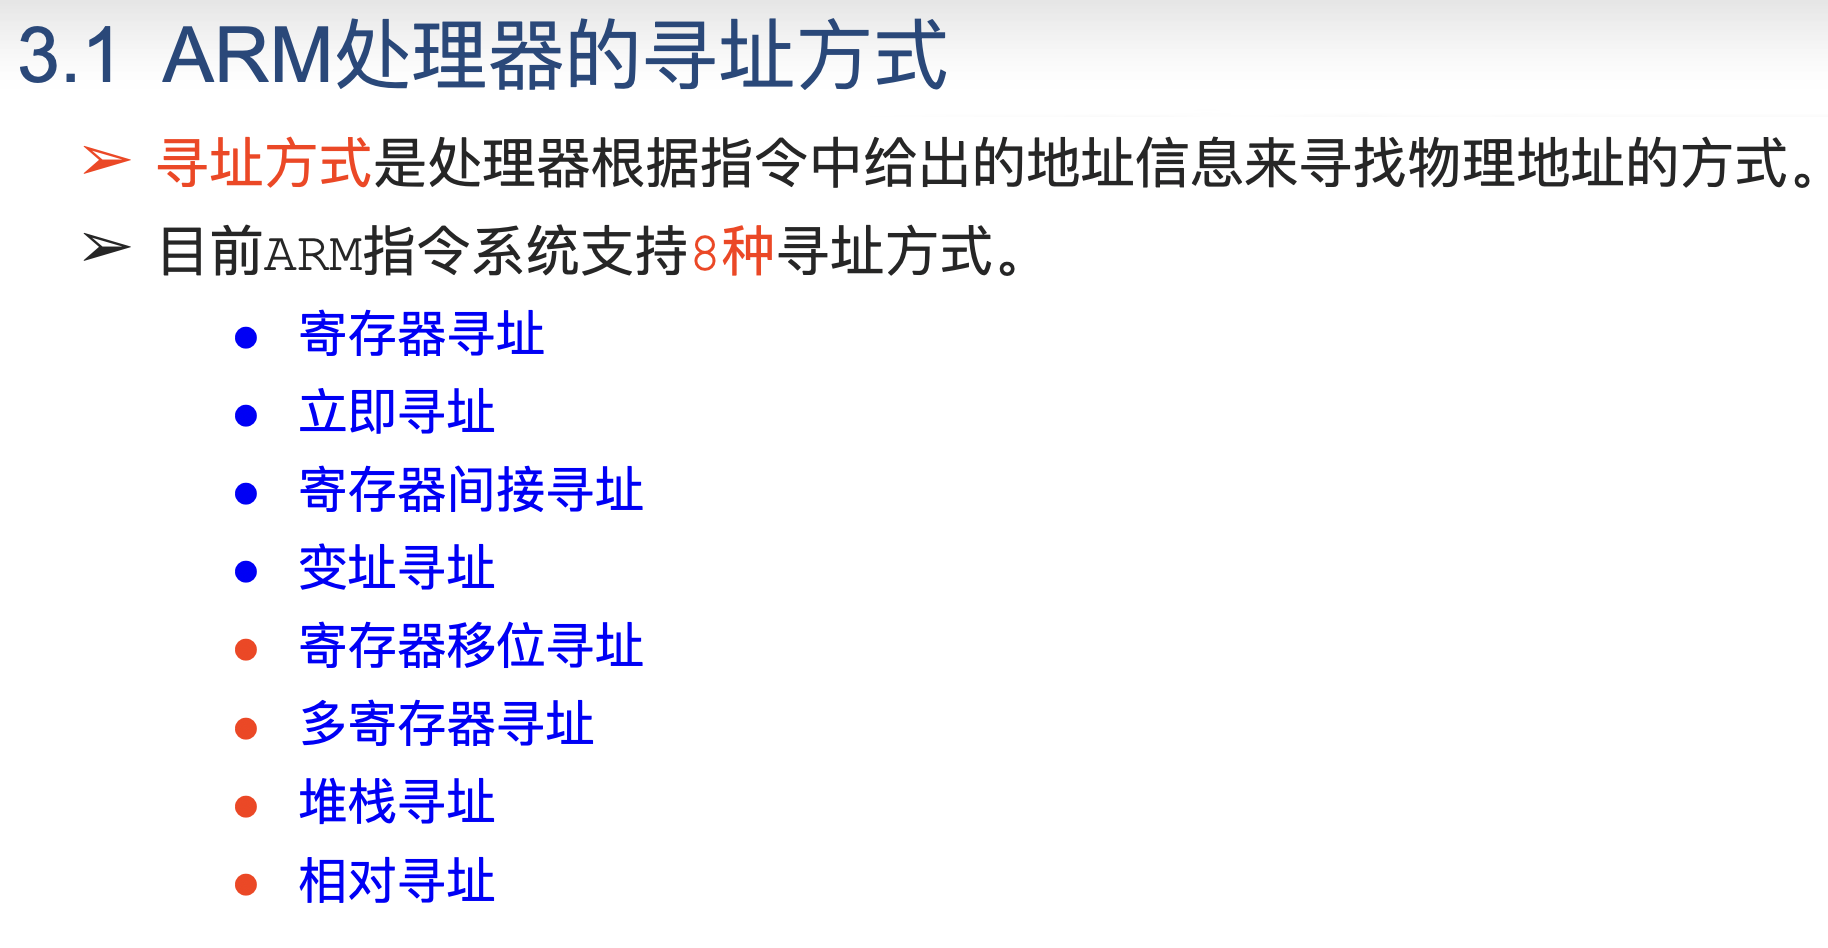 3.1 ARM处理器的寻址方式
➢ 寻址方式是处理器根据指令中给出的地址信息来寻找物理地址的方式。
➢ 目前ARM指令系统支持8种寻址方式。
● 寄存器寻址
● 立即寻址
● 寄存器间接寻址
● 变址寻址
● 寄存器移位寻址
● 多寄存器寻址
● 堆栈寻址
● 相对寻址